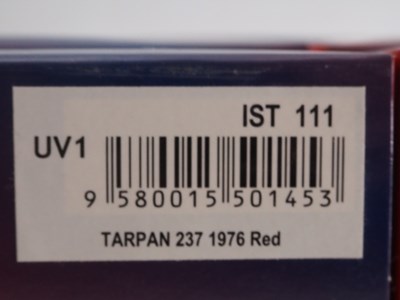 IST 111
UV1
9 580015 501453
TARPAN 237 1976 Red